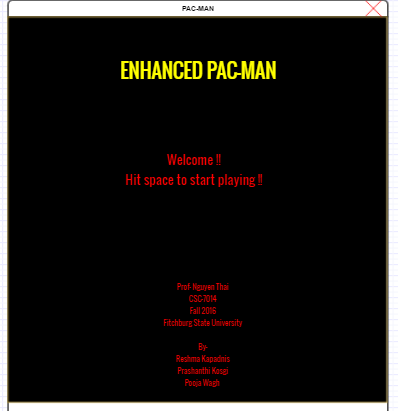 PAC-MAN
ENHANCED PAC-MAN
Welcome !!
Hit space to start playing !!
Prof- Nguyen Thai
CSC-7014
Fall 2016
Fitchburg State University
By-
Reshma Kapadnis
Prashanthi Kosgi
Pooja Wagh